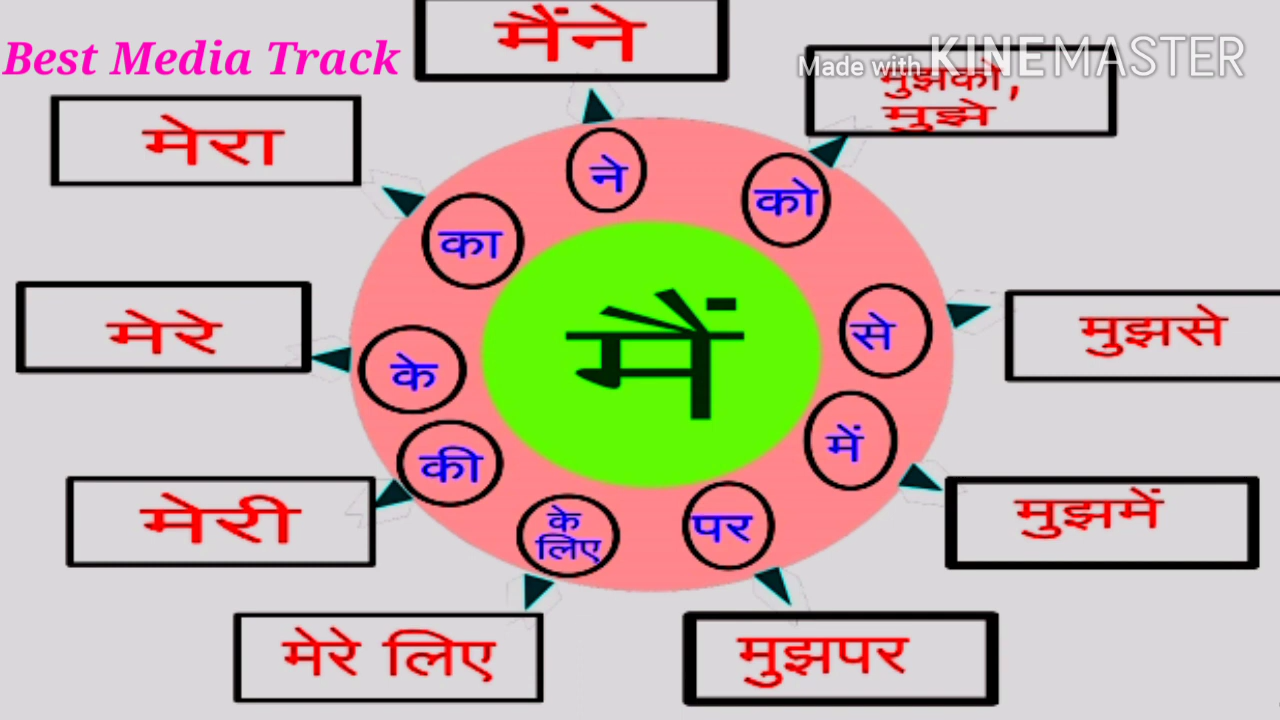 Best Media Track
मैंने
Made with KINEMASTER
मुझको,
मुझे
मेरा
ने
को
का
मेरे
मैं
से
मुझसे
के
में
की
मेरी
मुझमें
के
लिए
पर
मेरे लिए
मुझपर